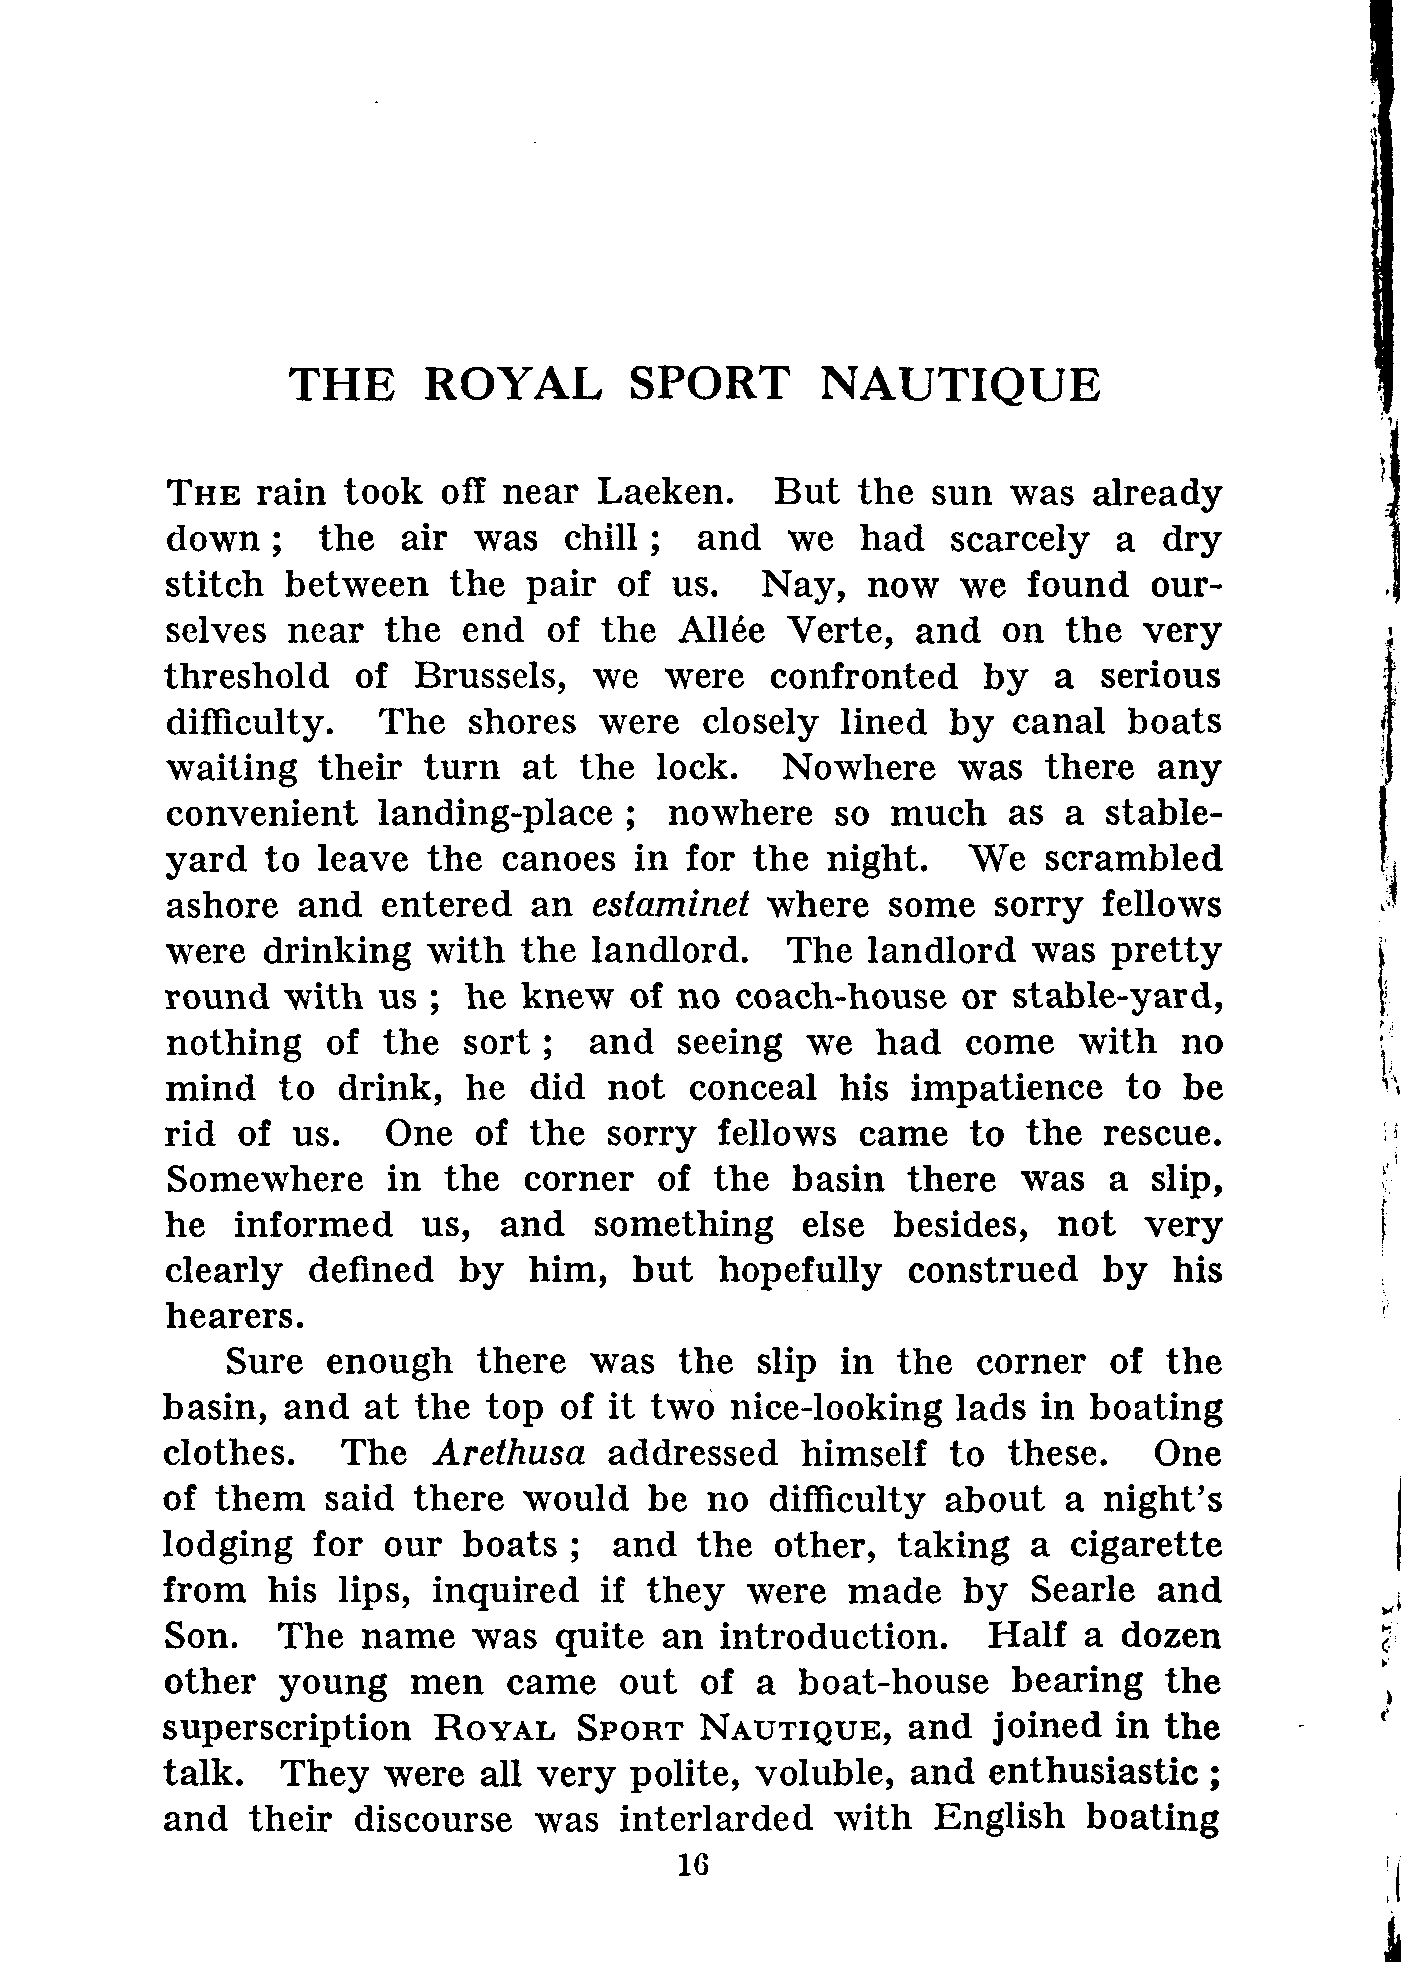 THE ROYAL SPORT NAUTIQUE
THE rain took off near Laeken. But the sun was already
down ; the air was chill ; and we had scarcely a dry
stitch between the pair of us. Nay, now we found our-
selves near the end of the Allée Verte, and on the very
threshold of Brussels, we were confronted by a serious
difficulty. The shores were closely lined by canal boats
waiting their turn at the lock. Nowhere was there any
convenient landing-place ; nowhere so much as a stable-
yard to leave the canoes in for the night. We scrambled
ashore and entered an estaminet where some sorry fellows
were drinking with the landlord. The landlord was pretty
round with us ; he knew of no coach-house or stable-yard,
nothing of the sort ; and seeing we had come with no
mind to drink, he did not conceal his impatience to be
rid of us. One of the sorry fellows came to the rescue.
Somewhere in the corner of the basin there was a slip,
he informed us, and something else besides, not very
clearly defined by him, but hopefully construed by his
hearers.
Sure enough there was the slip in the corner of the
basin, and at the top of it two nice-looking lads in boating
clothes. The Arethusa addressed himself to these. One
of them said there would be no difficulty about a night's
lodging for our boats ; and the other, taking a cigarette
from his lips, inquired if they were made by Searle and
Son. The name was quite an introduction. Half a dozen
other young men came out of a boat-house bearing the
superscription ROYAL SPORT NAUTIQUE, and joined in the
talk. They were all very polite, voluble, and enthusiastic ;
and their discourse was interlarded with English boating
16